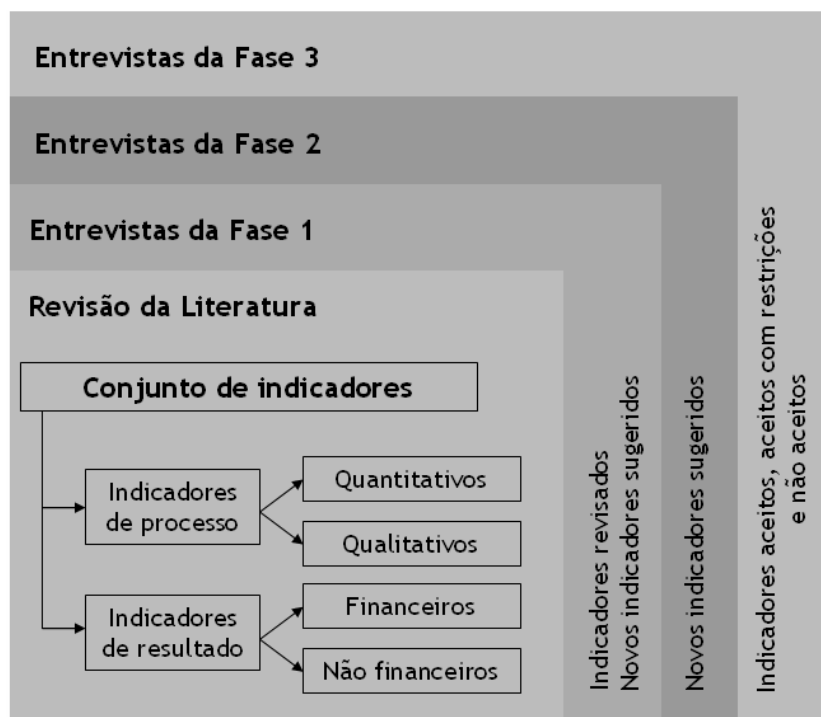 Entrevistas da Fase 3
Entrevistas da Fase 2
Entrevistas da Fase 1
Revisão da Literatura
Conjunto de indicadores
Indicadores
de processo
Quantitativos
Qualitativos
Indicadores
de resultado
Financeiros
Não financeiros
Indicadores revisados
Novos indicadores sugeridos
Novos indicadores sugeridos
Indicadores aceitos, aceitos com restrições
e não aceitos